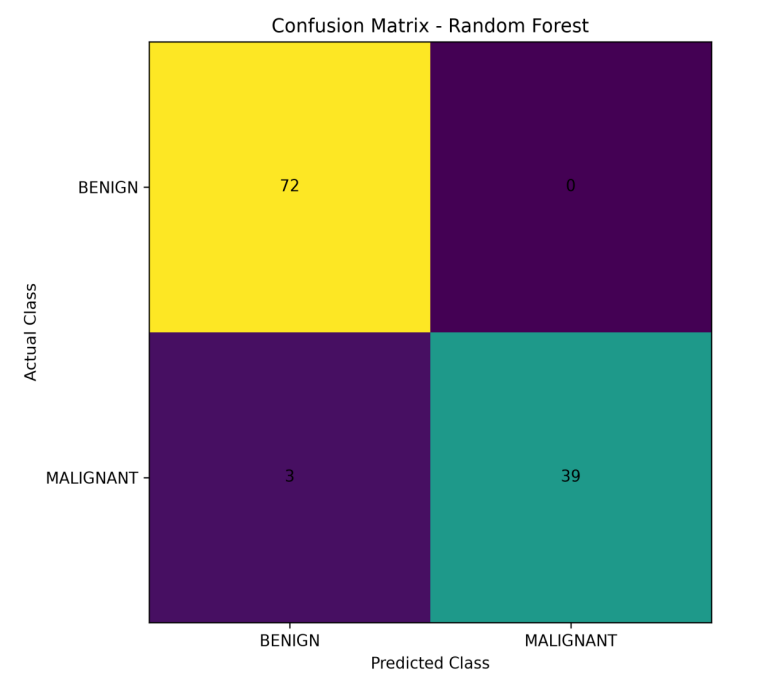 Confusion Matrix - Random Forest
Actual Class
BENIGN
72
0
MALIGNANT
3
39
BENIGN
MALIGNANT
Predicted Class